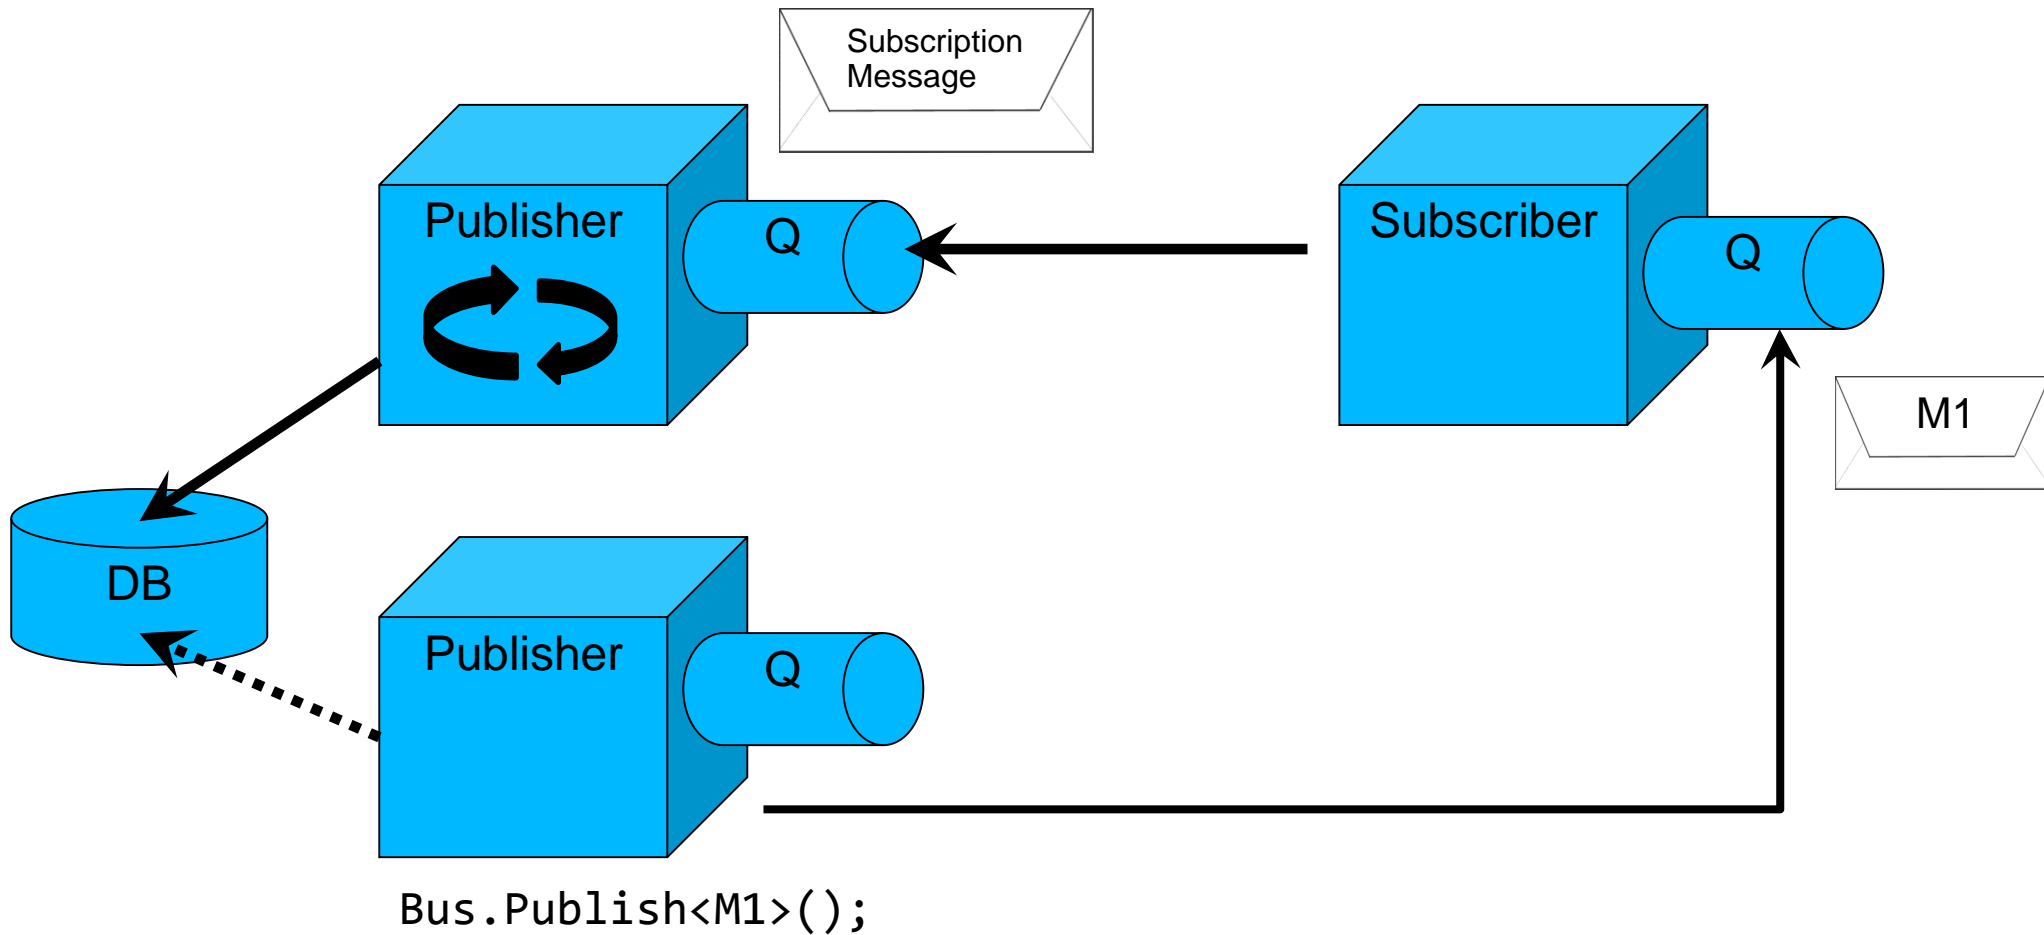 Subscription
Message
Publisher
Q
Subscriber
Q
M1
DB
Publisher
Q
Bus.Publish<M1>();